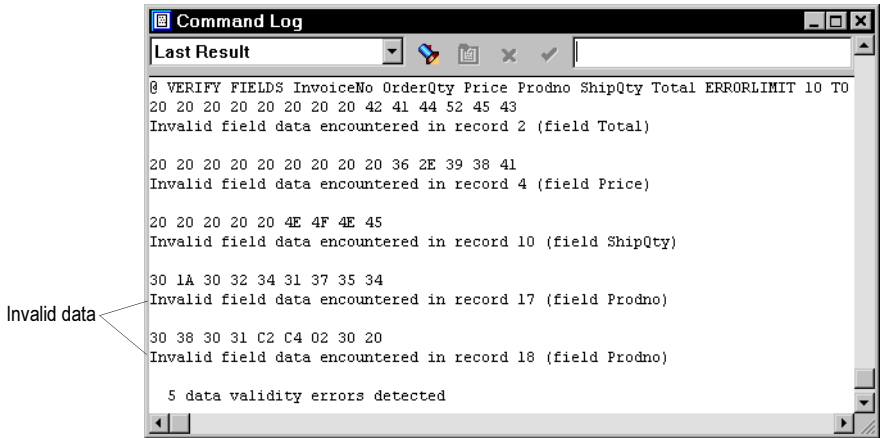 Command Log
Last Result
@ VERIFY FIELDS InvoiceNo OrderQty Price Prodno ShipQty Total ERRORLIMIT 10 TO
20 20 20 20 20 20 20 20 42 41 44 52 45 43
Invalid field data encountered in record 2 (field Total)
20 20 20 20 20 20 20 20 20 36 2E 39 38 41
Invalid field data encountered in record 4 (field Price)
20 20 20 20 20 4E 4F 4E 45
Invalid field data encountered in record 10 (field ShipQty)
30 1A 30 32 34 31 37 35 34
Invalid data
Invalid field data encountered in record 17 (field Prodno)
30 38 30 31 C2 C4 02 30 20
Invalid field data encountered in record 18 (field Prodno)
5 data validity errors detected